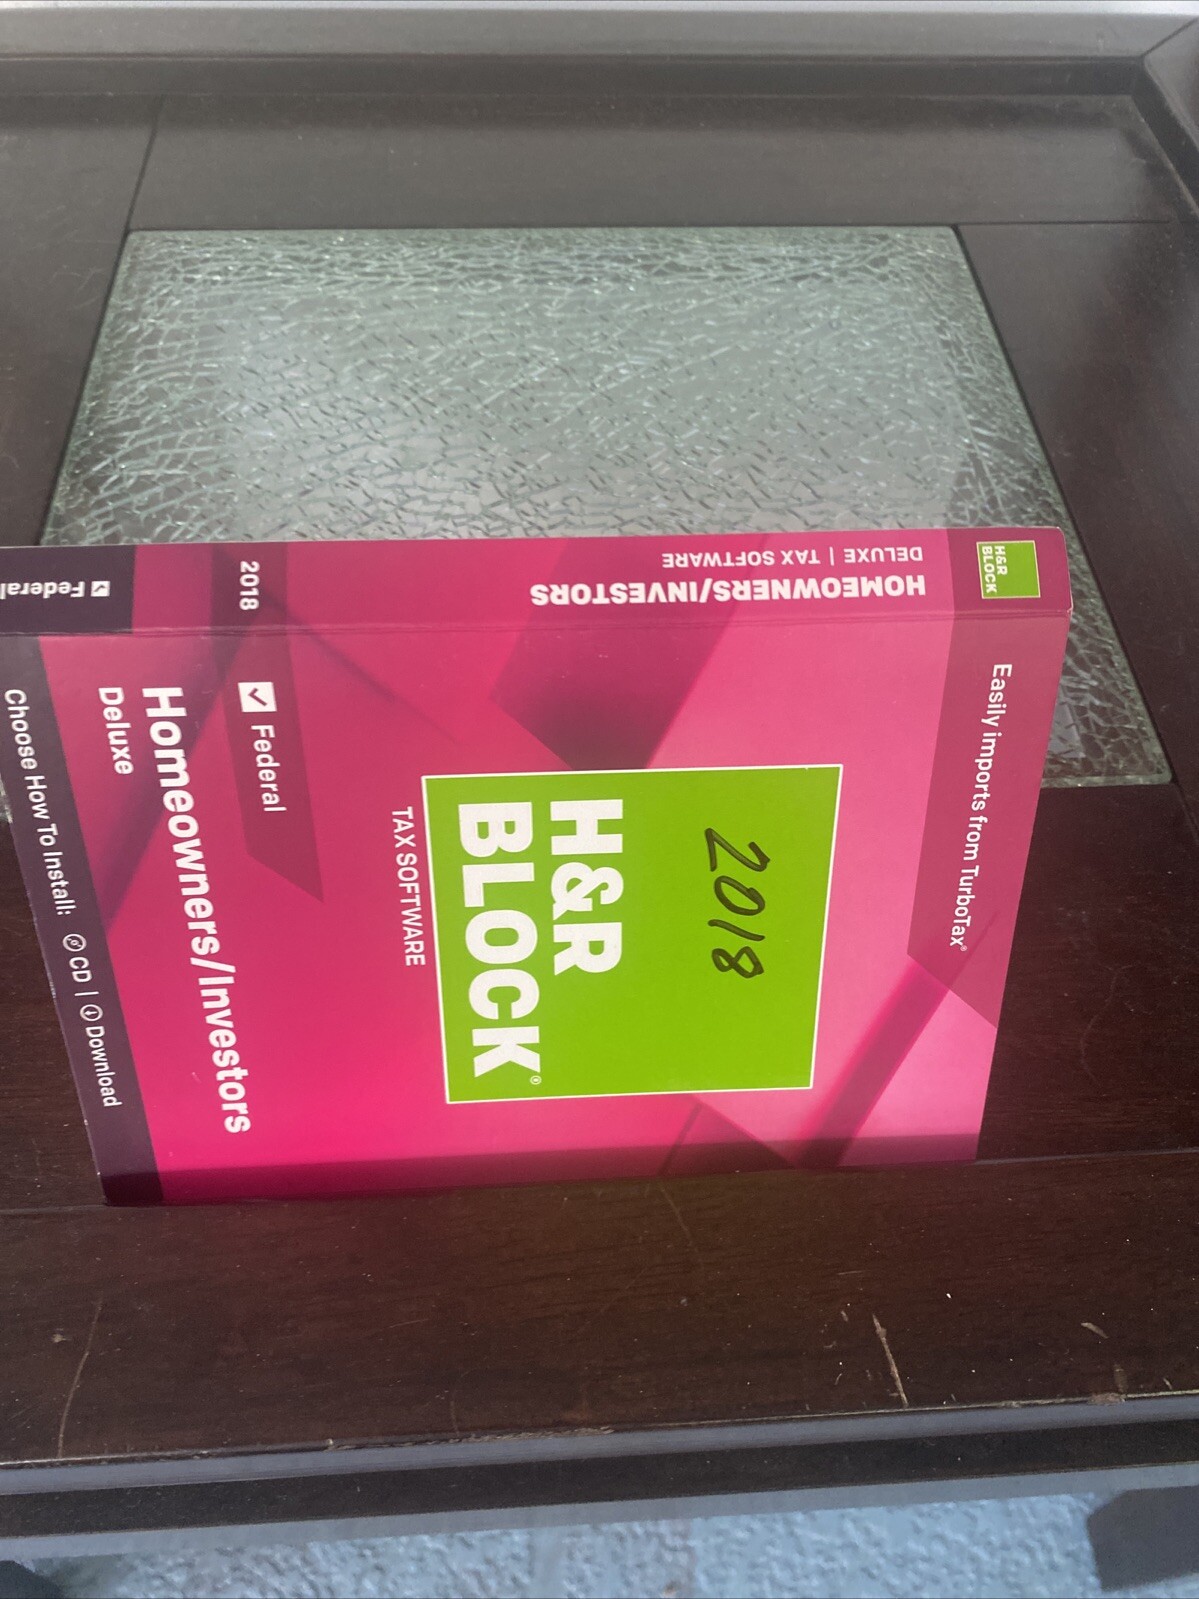 Easily imports from TurboTax®
2018
H&R
BLOCK®
TAX SOFTWARE
Federal
Homeowners/Investors
Deluxe
Choose How To Install: CD | Download
H&R
BLOCK
DELUXE | TAX SOFTWARE
HOMEOWNERS/INVESTORS
2018
Federal